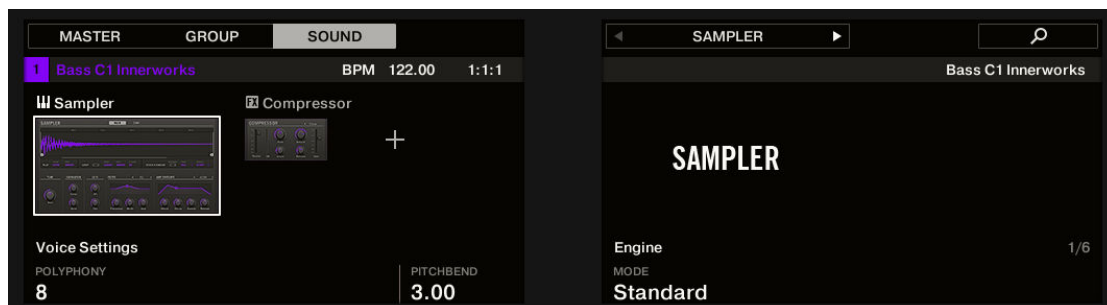 MASTER GROUP SOUND
1 Bass C1 Innerworks BPM 122.00 1:1:1
Sampler FX Compressor
Voice Settings
POLYPHONY PITCHBEND
8 3.00
SAMPLER
Bass C1 Innerworks
SAMPLER
Engine 1/6
MODE
Standard